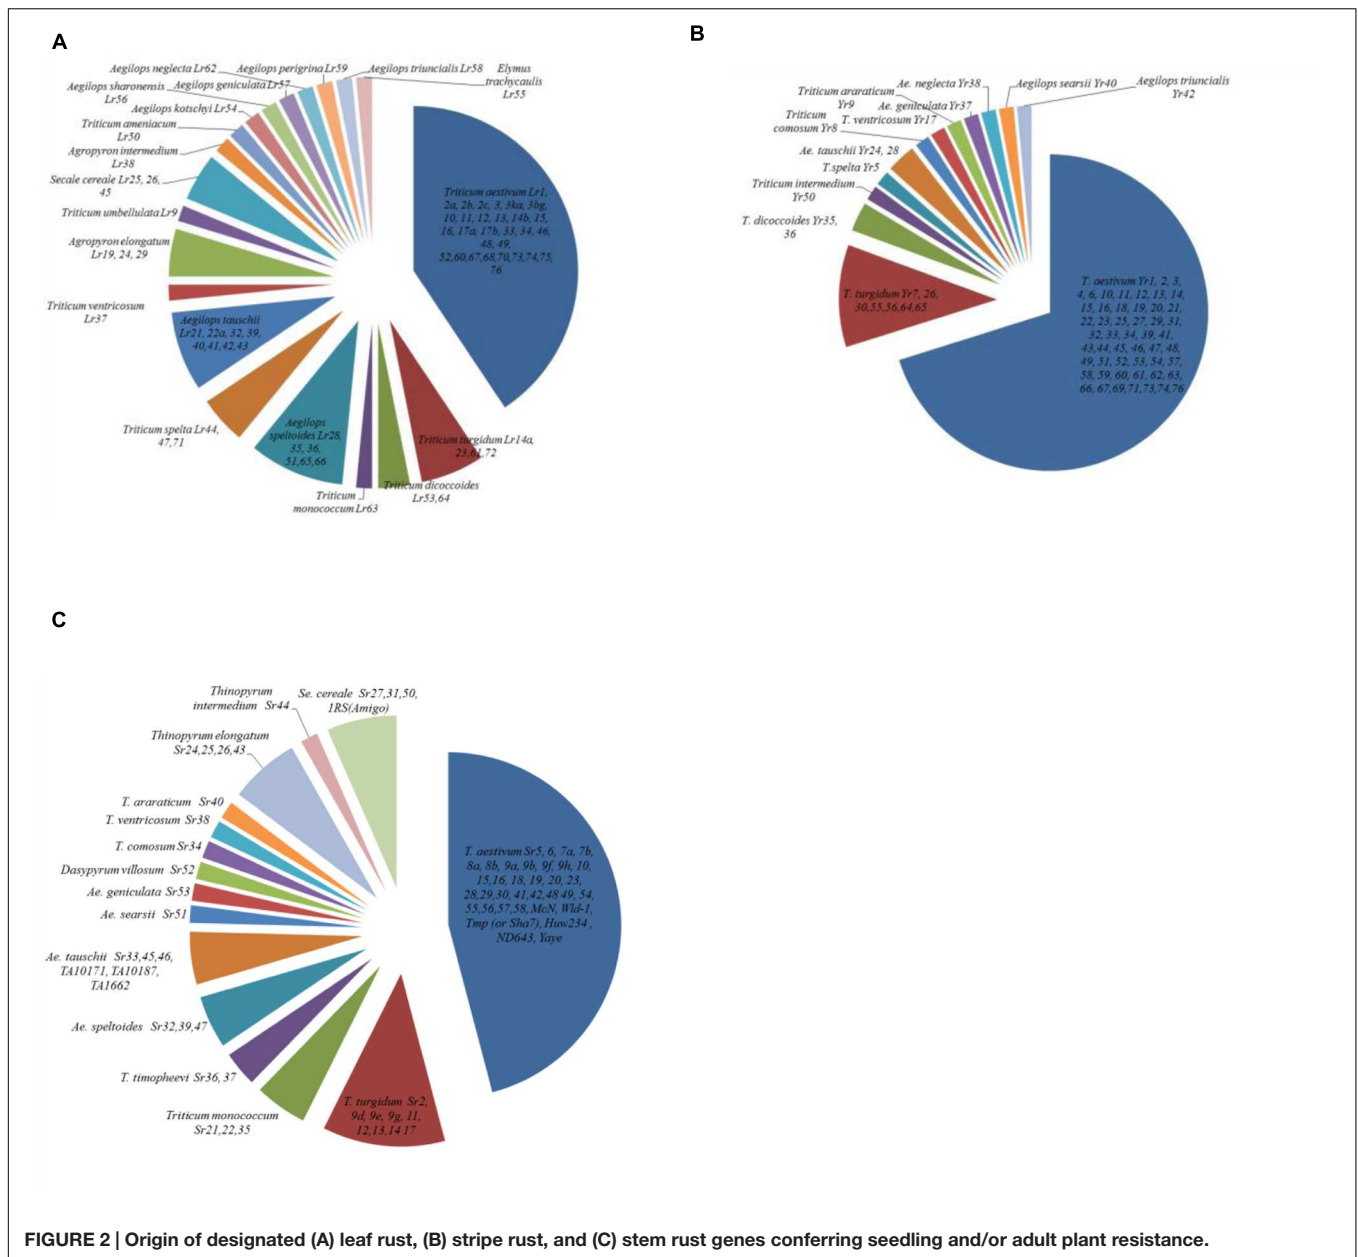 A
Aegilops neglecta Lr62
Aegilops perigrina Lr59
Aegilops triuncialis Lr58
Elymus
trachycaulis
Lr55
Aegilops sharonensis
Lr56
Aegilops geniculata Lr57
Aegilops kotschyi Lr54
Triticum ameniacum
Lr50
Agropyron intermedium
Lr38
Secale cereale Lr25, 26,
45
Triticum umbellulata Lr9
Agropyron elongatum
Lr19, 24, 29
Triticum ventricosum
Lr37
Aegilops tauschii
Lr21, 22a, 32, 39,
40,41,42,43
Triticum spelta Lr44,
47,71
Aegilops
speltoides Lr28,
35, 36,
51,65,66
Triticum
monococcum Lr63
Triticum dicoccoides
Lr53,64
Triticum turgidum Lr14a,
23,61,72
Triticum aestivum Lr1,
2a, 2b, 2c, 3, 3ka, 3bg,
10, 11, 12, 13, 14b, 15,
16, 17a, 17b, 33, 34, 46,
48, 49,
52,60,67,68,70,73,74,75,
76
B
Ae. neglecta Yr38
Aegilops searsii Yr40
Aegilops triuncialis
Yr42
Triticum araraticum
Yr9
Ae. geniculata Yr37
Triticum
comosum Yr8
T. ventricosum Yr17
Ae. tauschii Yr24, 28
T.spelta Yr5
Triticum intermedium
Yr50
T. dicoccoides Yr35,
36
T. turgidum Yr7, 26,
30,55,56,64,65
T. aestivum Yr1, 2, 3,
4, 6, 10, 11, 12, 13, 14,
15, 16, 18, 19, 20, 21,
22, 23, 25, 27, 29, 31,
32, 33, 34, 39, 41,
43,44, 45, 46, 47, 48,
49, 51, 52, 53, 54, 57,
58, 59, 60, 61, 62, 63,
66, 67,69,71,73,74,76
C
Thinopyrum
intermedium Sr44
Se. cereale Sr27,31,50,
1RS(Amigo)
Thinopyrum elongatum
Sr24,25,26,43
T. araraticum Sr40
T. ventricosum Sr38
T. comosum Sr34
Dasypyrum villosum Sr52
Ae. geniculata Sr53
Ae. searsii Sr51
Ae. tauschii Sr33,45,46,
TA10171, TA10187,
TA1662
Ae. speltoides Sr32,39,47
T. timopheevi Sr36, 37
Triticum monococcum
Sr21,22,35
T. turgidum Sr2,
9d, 9e, 9g, 11,
12,13,14 17
T. aestivum Sr5, 6, 7a, 7b,
8a, 8b, 9a, 9b, 9f, 9h, 10,
15,16, 18, 19, 20, 23,
28,29,30, 41,42,48 49, 54,
55,56,57,58, McN, Wld-1,
Tmp (or Sha7), Huw234 ,
ND643, Yaye
FIGURE 2 | Origin of designated (A) leaf rust, (B) stripe rust, and (C) stem rust genes conferring seedling and/or adult plant resistance.